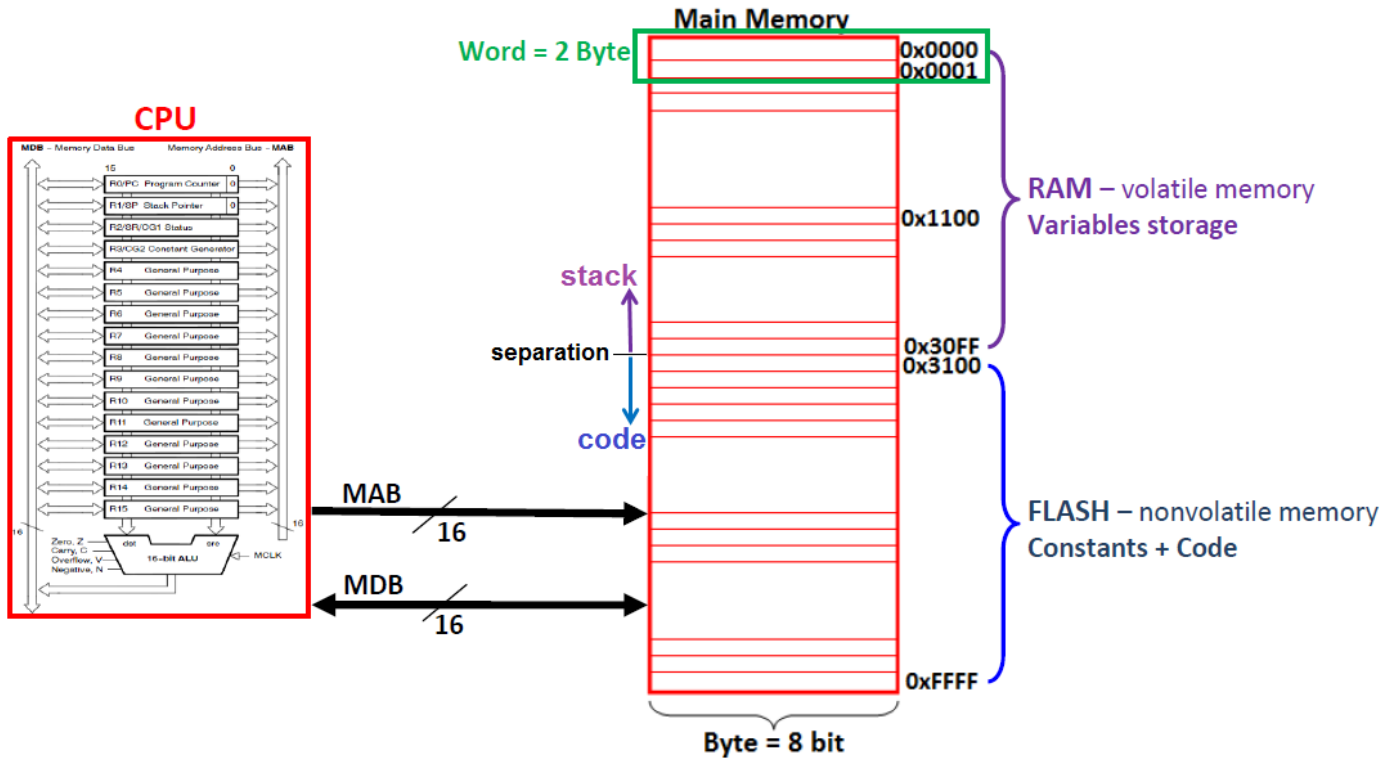 Main Memory
Word = 2 Byte
0x0000
0x0001
CPU
MDB – Memory Data Bus
Memory Address Bus – MAB
15
0
R0/PC Program Counter
0
R1/SP Stack Pointer
0
R2/SR/CG1 Status
R3/CG2 Constant Generator
R4 General Purpose
R5 General Purpose
R6 General Purpose
R7 General Purpose
R8 General Purpose
R9 General Purpose
R10 General Purpose
R11 General Purpose
R12 General Purpose
R13 General Purpose
R14 General Purpose
R15 General Purpose
16
16
Zero, Z
Carry, C
Overflow, V
Negative, N
dst
src
16-bit ALU
MCLK
RAM – volatile memory
Variables storage
0x1100
stack
separation
code
0x30FF
0x3100
MAB
16
MDB
16
FLASH – nonvolatile memory
Constants + Code
0xFFFF
Byte = 8 bit